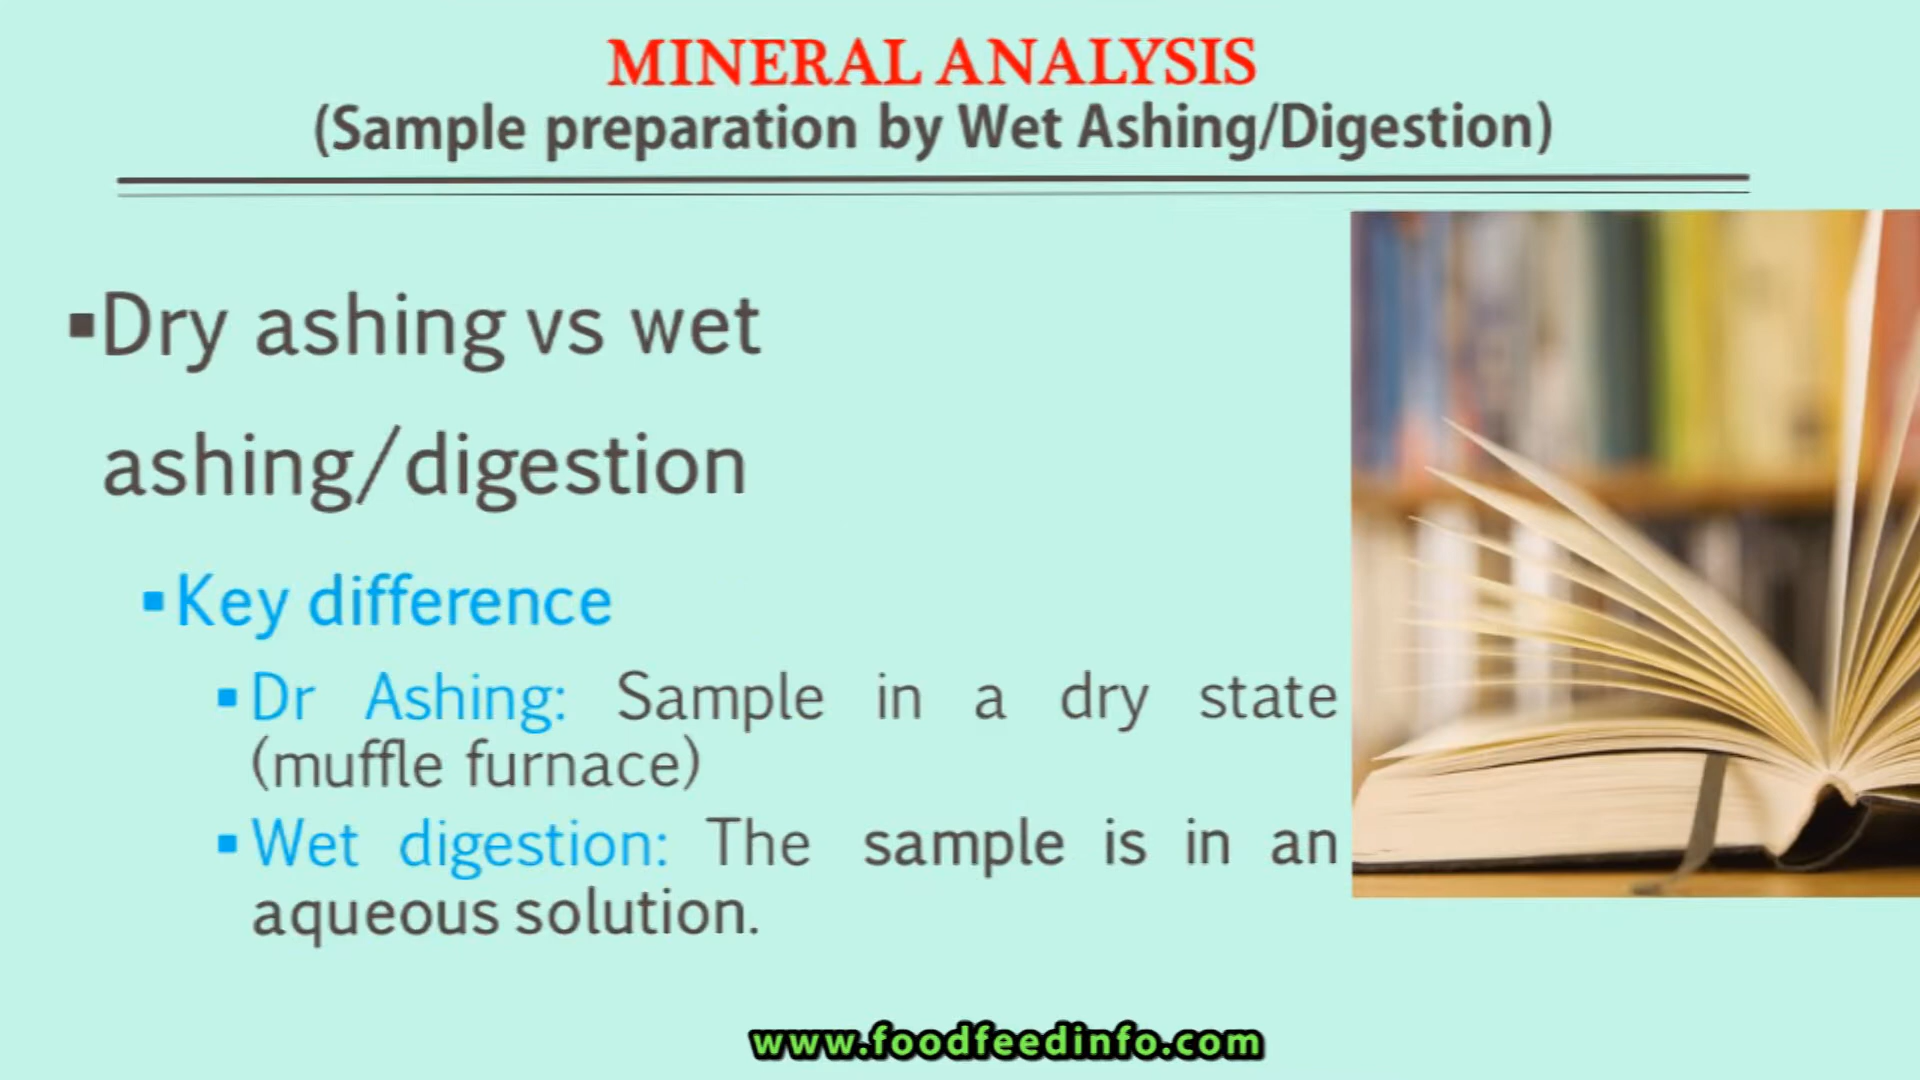 MINERAL ANALYSIS
(Sample preparation by Wet Ashing/Digestion)
▪Dry ashing vs wet
ashing/digestion
▪Key difference
▪Dr Ashing: Sample in a dry state
(muffle furnace)
▪Wet digestion: The sample is in an
aqueous solution.
www.foodfeedinfo.com